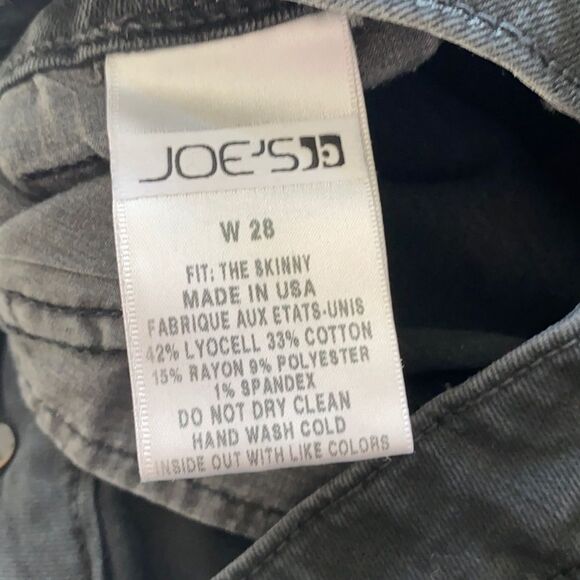 JOE'S
W 28
FIT: THE SKINNY
MADE IN USA
FABRIQUE AUX ETATS-UNIS
42% LYOCELL 33% COTTON
15% RAYON 9% POLYESTER
1% SPANDEX
DO NOT DRY CLEAN
HAND WASH COLD
INSIDE OUT WITH LIKE COLORS